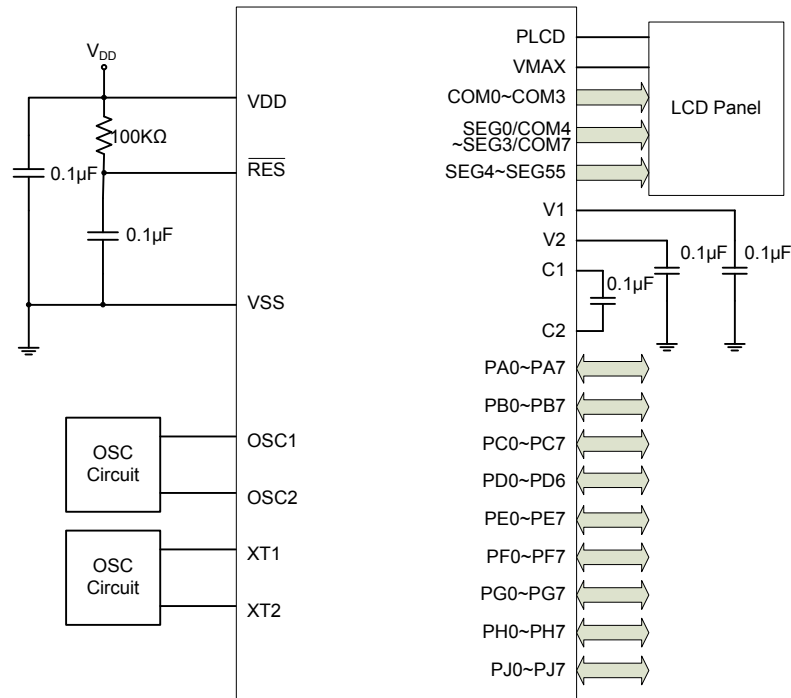 VDD
VDD
100KΩ
RES
0.1µF
0.1µF
VSS
OSC
Circuit
OSC1
OSC2
OSC
Circuit
XT1
XT2
PLCD
VMAX
COM0~COM3
SEG0/COM4
~SEG3/COM7
SEG4~SEG55
LCD Panel
V1
V2
C1
C2
0.1µF
0.1µF
0.1µF
PA0~PA7
PB0~PB7
PC0~PC7
PD0~PD6
PE0~PE7
PF0~PF7
PG0~PG7
PH0~PH7
PJ0~PJ7